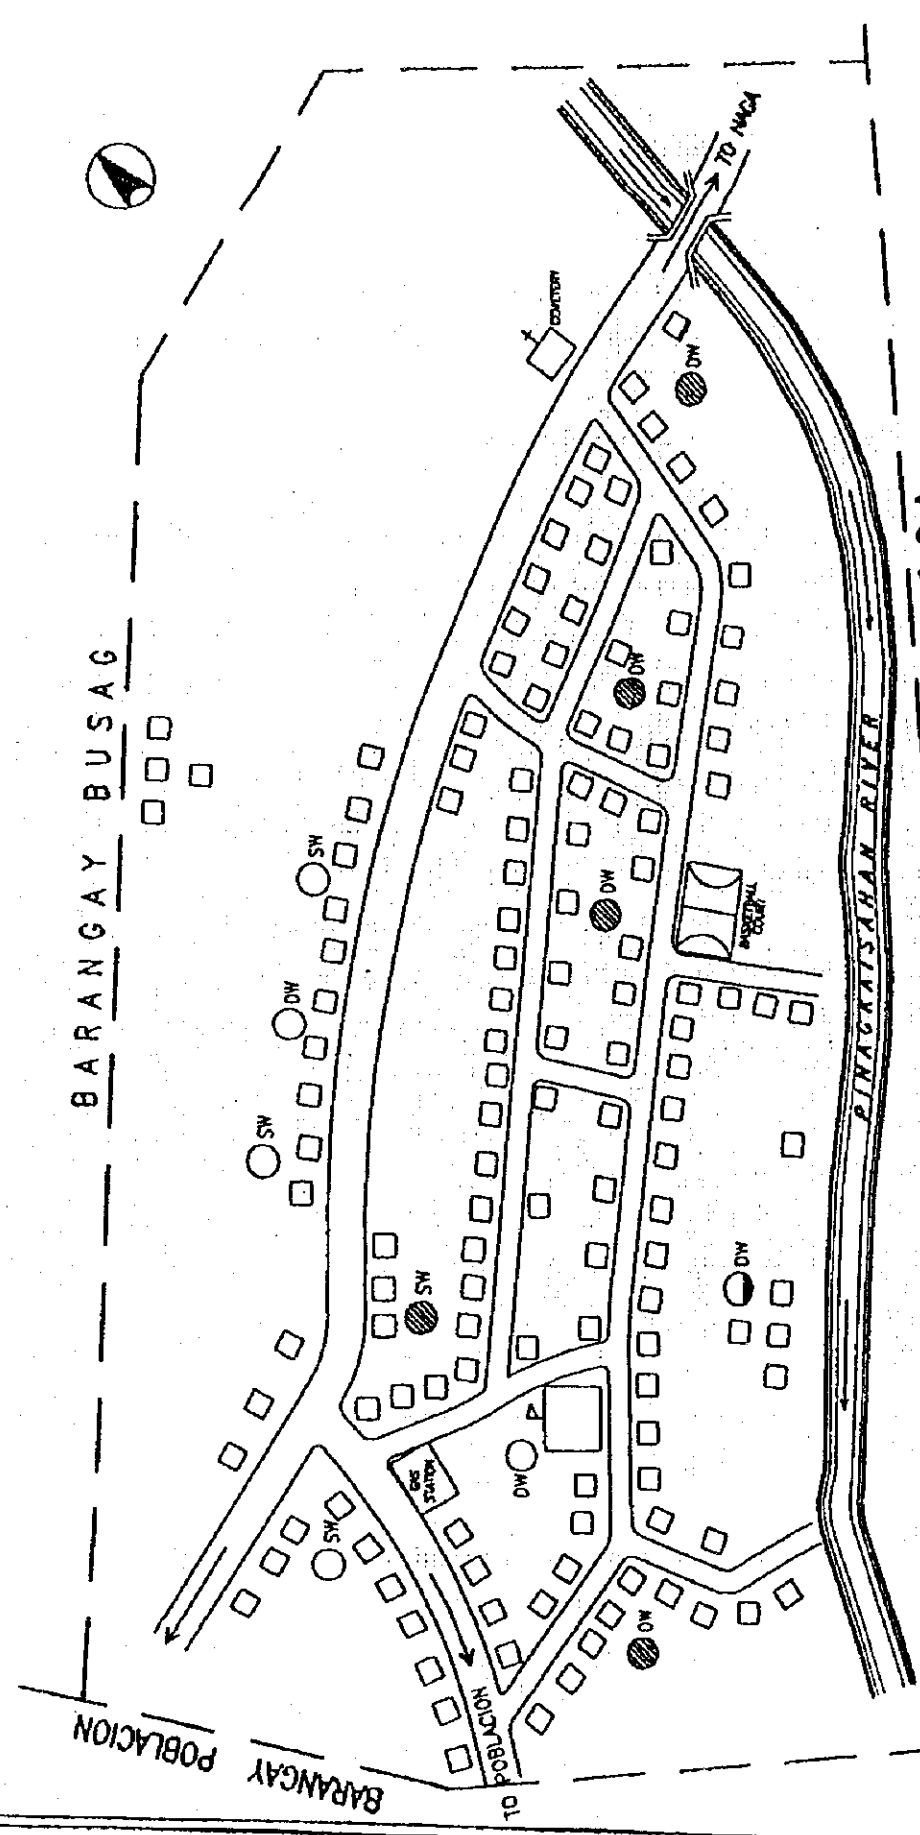 TO NAGA
CEMETERY
DW
BARANGAY BUSAG
DW
SW
DW
BASKETBALL
COURT
PINAGKAISAHAN RIVER
DW
SW
DW
SW
GAS
STATION
DW
SW
DW
BARANGAY POBLACION
TO POBLACION